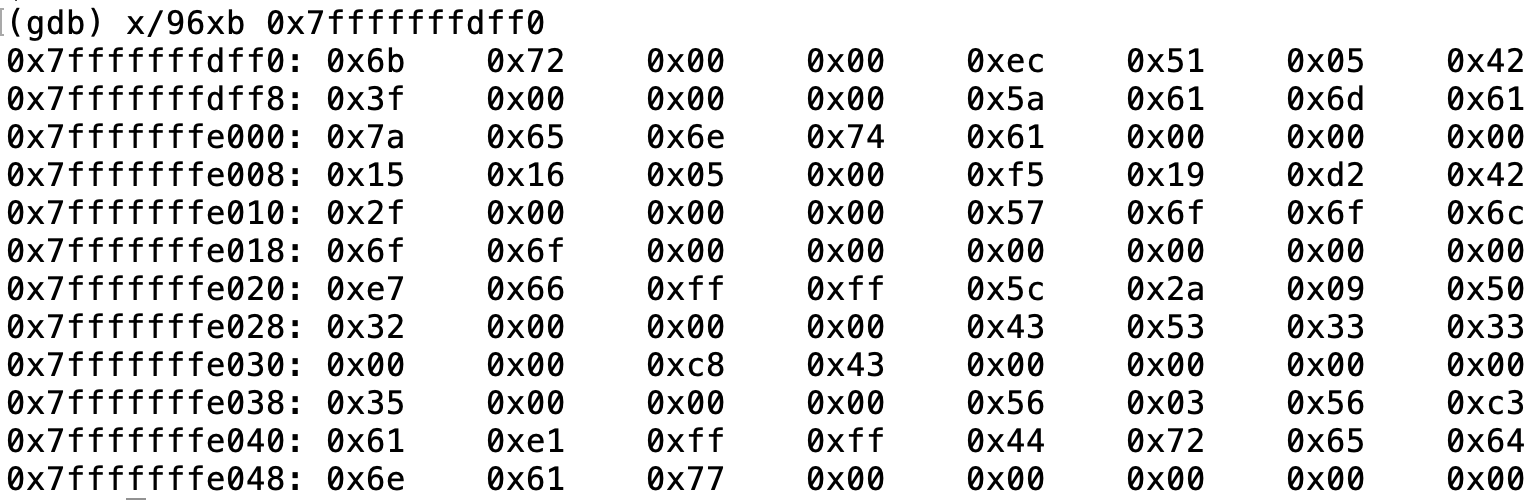 (gdb) x/96xb 0x7fffffffdff0
0x7fffffffdff0: 0x6b 0x72 0x00 0x00 0xec 0x51 0x05 0x42
0x7fffffffdff8: 0x3f 0x00 0x00 0x00 0x5a 0x61 0x6d 0x61
0x7fffffffe000: 0x7a 0x65 0x6e 0x74 0x61 0x00 0x00 0x00
0x7fffffffe008: 0x15 0x16 0x05 0x00 0xf5 0x19 0xd2 0x42
0x7fffffffe010: 0x2f 0x00 0x00 0x00 0x57 0x6f 0x6f 0x6c
0x7fffffffe018: 0x6f 0x6f 0x00 0x00 0x00 0x00 0x00 0x00
0x7fffffffe020: 0xe7 0x66 0xff 0xff 0x5c 0x2a 0x09 0x50
0x7fffffffe028: 0x32 0x00 0x00 0x00 0x43 0x53 0x33 0x33
0x7fffffffe030: 0x00 0x00 0xc8 0x43 0x00 0x00 0x00 0x00
0x7fffffffe038: 0x35 0x00 0x00 0x00 0x56 0x03 0x56 0xc3
0x7fffffffe040: 0x61 0xe1 0xff 0xff 0x44 0x72 0x65 0x64
0x7fffffffe048: 0x6e 0x61 0x77 0x00 0x00 0x00 0x00 0x00